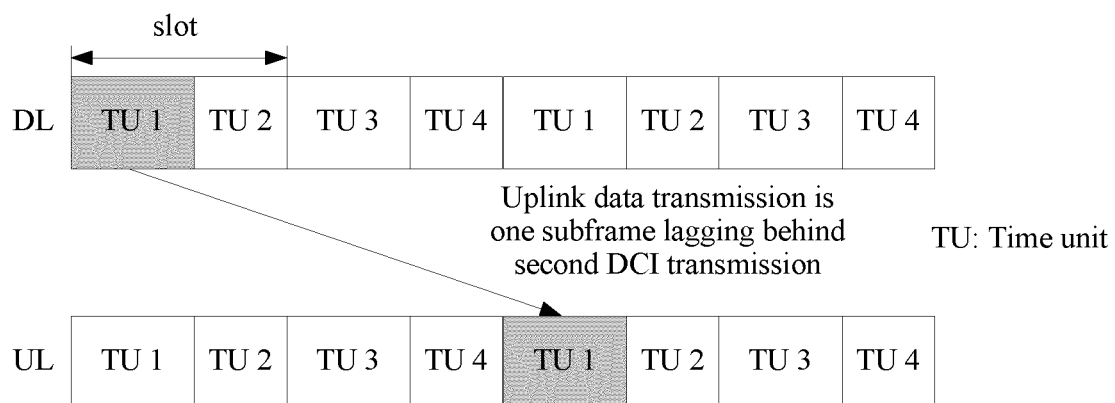 slot
DL TU 1 TU 2 TU 3 TU 4 TU 1 TU 2 TU 3 TU 4
Uplink data transmission is
one subframe lagging behind
second DCI transmission
TU: Time unit
UL TU 1 TU 2 TU 3 TU 4 TU 1 TU 2 TU 3 TU 4